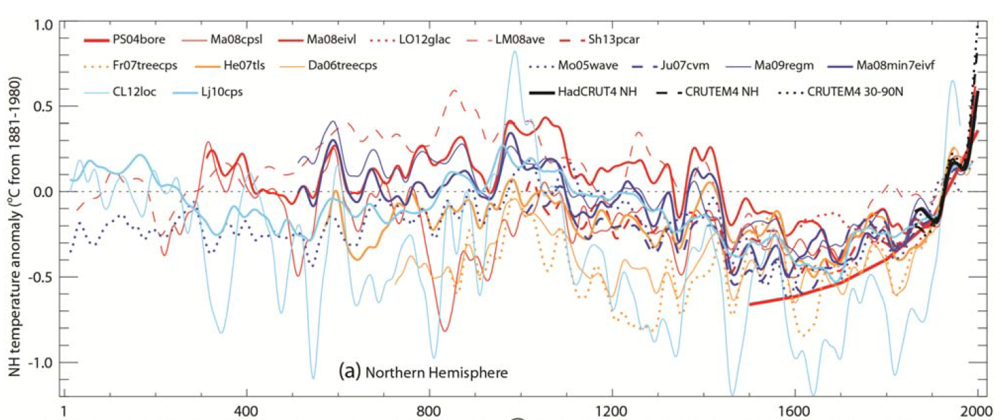 1.0
PS04bore Ma08cpsl Ma08eivl LO12glac LM08ave Sh13pcar
Fr07treecps He07tls Da06treecps Mo05wave Ju07cvm Ma09regm Ma08min7eivf
CL12loc Lj10cps HadCRUT4 NH CRUTEM4 NH CRUTEM4 30-90N
0.5
0.0
-0.5
-1.0
NH temperature anomaly (°C from 1881-1980)
(a) Northern Hemisphere
1 400 800 1200 1600 2000